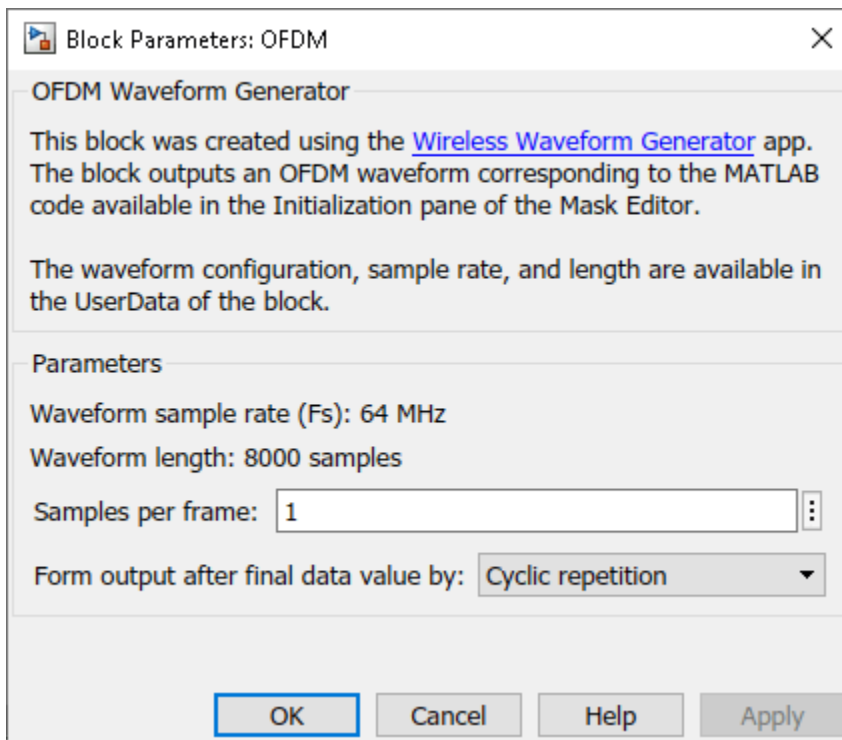 Block Parameters: OFDM
OFDM Waveform Generator
This block was created using the Wireless Waveform Generator app.
The block outputs an OFDM waveform corresponding to the MATLAB
code available in the Initialization pane of the Mask Editor.
The waveform configuration, sample rate, and length are available in
the UserData of the block.
Parameters
Waveform sample rate (Fs): 64 MHz
Waveform length: 8000 samples
Samples per frame: 1
Form output after final data value by: Cyclic repetition
OK Cancel Help Apply